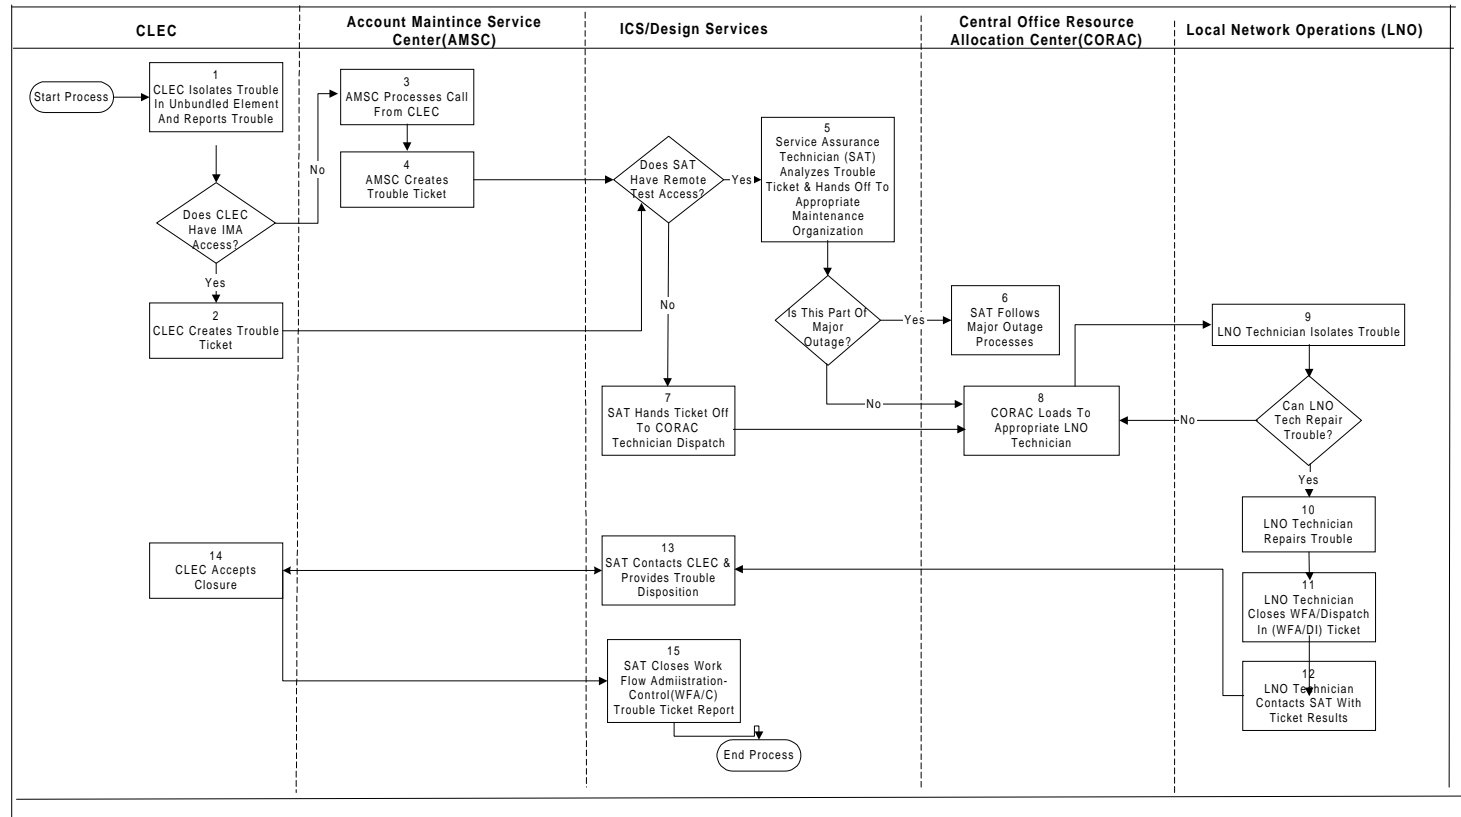 CLEC
Account Maintince Service
Center(AMSC)
ICS/Design Services
Central Office Resource
Allocation Center(CORAC)
Local Network Operations (LNO)
Start Process
1
CLEC Isolates Trouble
In Unbundled Element
And Reports Trouble
Does CLEC
Have IMA
Access?
No
Yes
2
CLEC Creates Trouble
Ticket
3
AMSC Processes Call
From CLEC
4
AMSC Creates
Trouble Ticket
Does SAT
Have Remote
Test Access?
Yes
No
5
Service Assurance
Technician (SAT)
Analyzes Trouble
Ticket & Hands Off To
Appropriate
Maintenance
Organization
Is This Part Of
Major
Outage?
Yes
No
6
SAT Follows
Major Outage
Processes
7
SAT Hands Ticket Off
To CORAC
Technician Dispatch
8
CORAC Loads To
Appropriate LNO
Technician
9
LNO Technician Isolates Trouble
Can LNO
Tech Repair
Trouble?
No
Yes
10
LNO Technician
Repairs Trouble
11
LNO Technician
Closes WFA/Dispatch
In (WFA/DI) Ticket
12
LNO Technician
Contacts SAT With
Ticket Results
13
SAT Contacts CLEC &
Provides Trouble
Disposition
14
CLEC Accepts
Closure
15
SAT Closes Work
Flow Admiistration-
Control(WFA/C)
Trouble Ticket Report
End Process